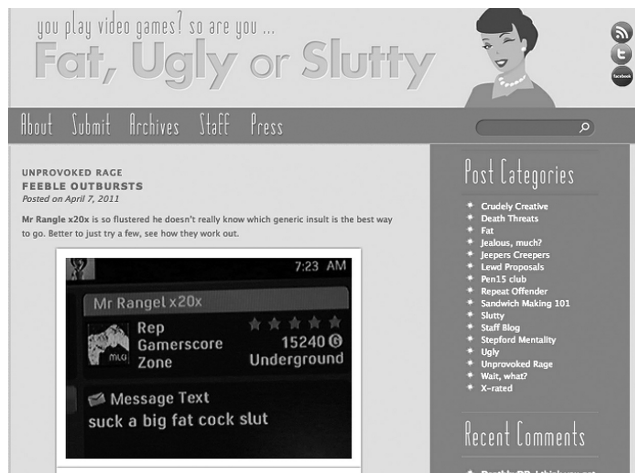 you play video games? so are you ...
Fat, Ugly or Slutty
facebook
About Submit Archives Staff Press
UNPROVOKED RAGE
FEEBLE OUTBURSTS
Posted on April 7, 2011
Mr Rangle x20x is so flustered he doesn't really know which generic insult is the best way
to go. Better to just try a few, see how they work out.
7:23 AM
Mr Rangel x20x
Rep
Gamerscore 15240 G
Zone Underground
MLG
Message Text
suck a big fat cock slut
Post Categories
Crudely Creative
Death Threats
Fat
Jealous, much?
Jeepers Creepers
Lewd Proposals
Pen15 club
Repeat Offender
Sandwich Making 101
Slutty
Staff Blog
Stepford Mentality
Ugly
Unprovoked Rage
Wait, what?
X-rated
Recent Comments